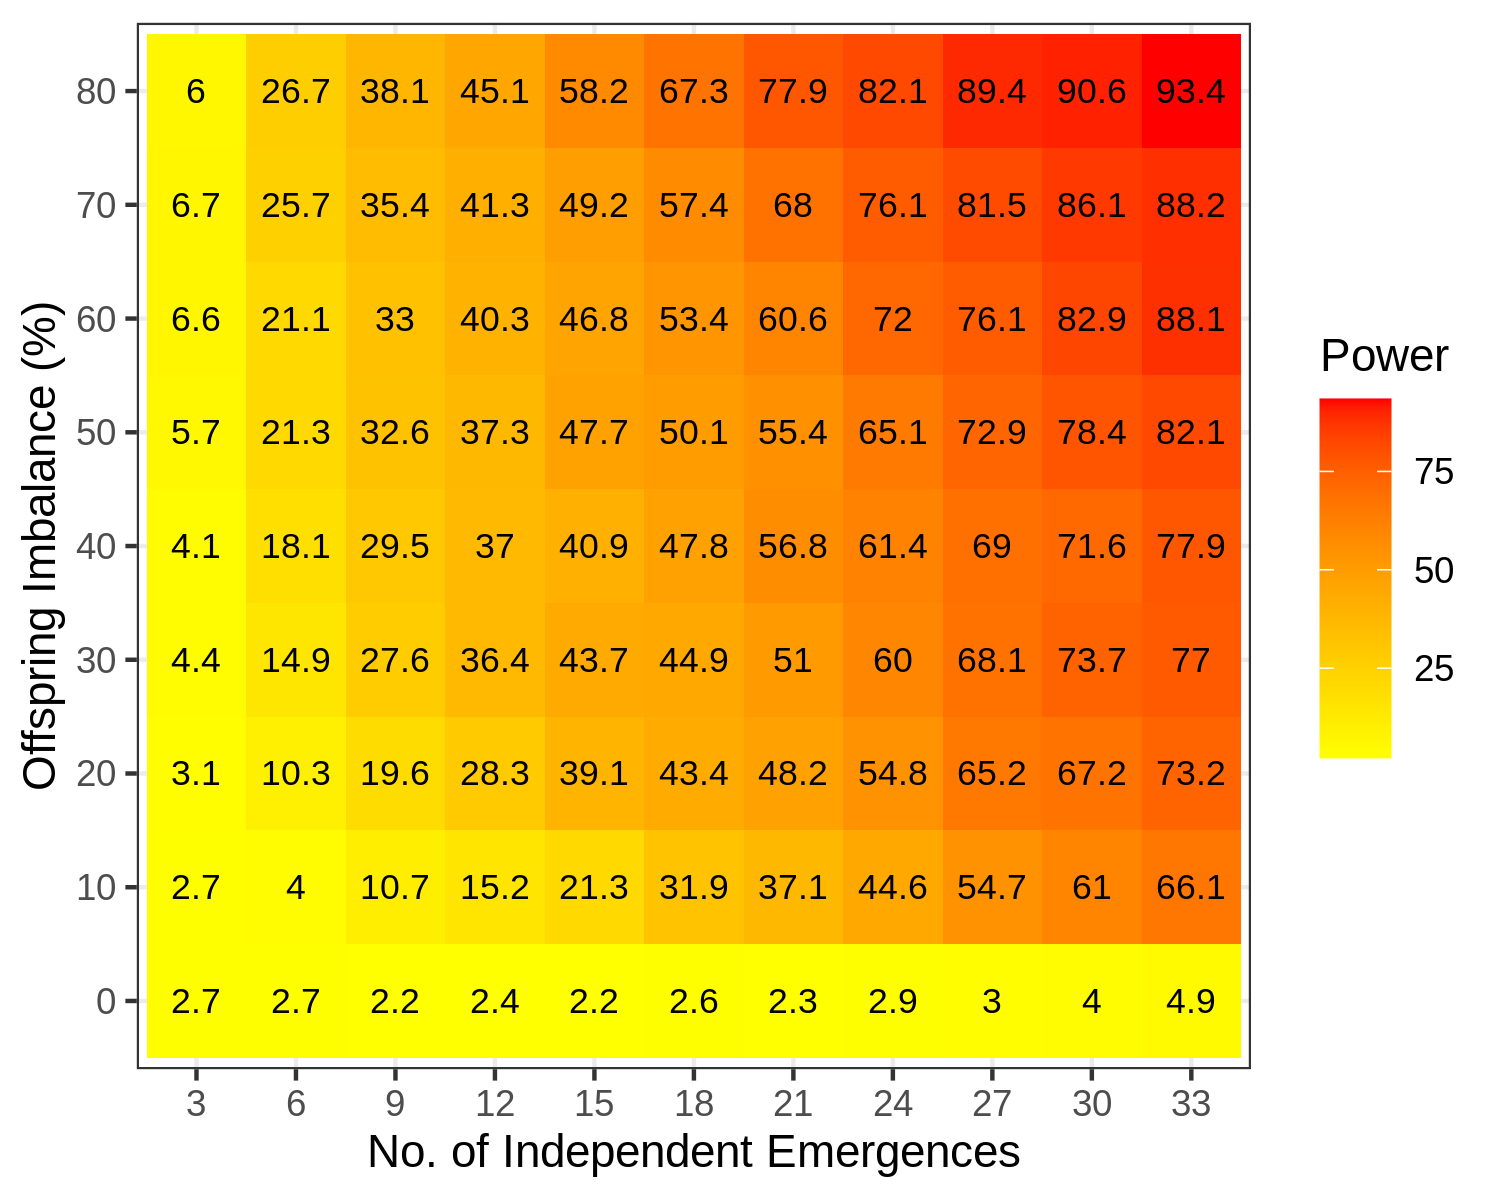 80 6 26.7 38.1 45.1 58.2 67.3 77.9 82.1 89.4 90.6 93.4
70 6.7 25.7 35.4 41.3 49.2 57.4 68 76.1 81.5 86.1 88.2
60 6.6 21.1 33 40.3 46.8 53.4 60.6 72 76.1 82.9 88.1
50 5.7 21.3 32.6 37.3 47.7 50.1 55.4 65.1 72.9 78.4 82.1
40 4.1 18.1 29.5 37 40.9 47.8 56.8 61.4 69 71.6 77.9
30 4.4 14.9 27.6 36.4 43.7 44.9 51 60 68.1 73.7 77
20 3.1 10.3 19.6 28.3 39.1 43.4 48.2 54.8 65.2 67.2 73.2
10 2.7 4 10.7 15.2 21.3 31.9 37.1 44.6 54.7 61 66.1
0 2.7 2.7 2.2 2.4 2.2 2.6 2.3 2.9 3 4 4.9
3 6 9 12 15 18 21 24 27 30 33
No. of Independent Emergences
Offspring Imbalance (%)
Power
75
50
25